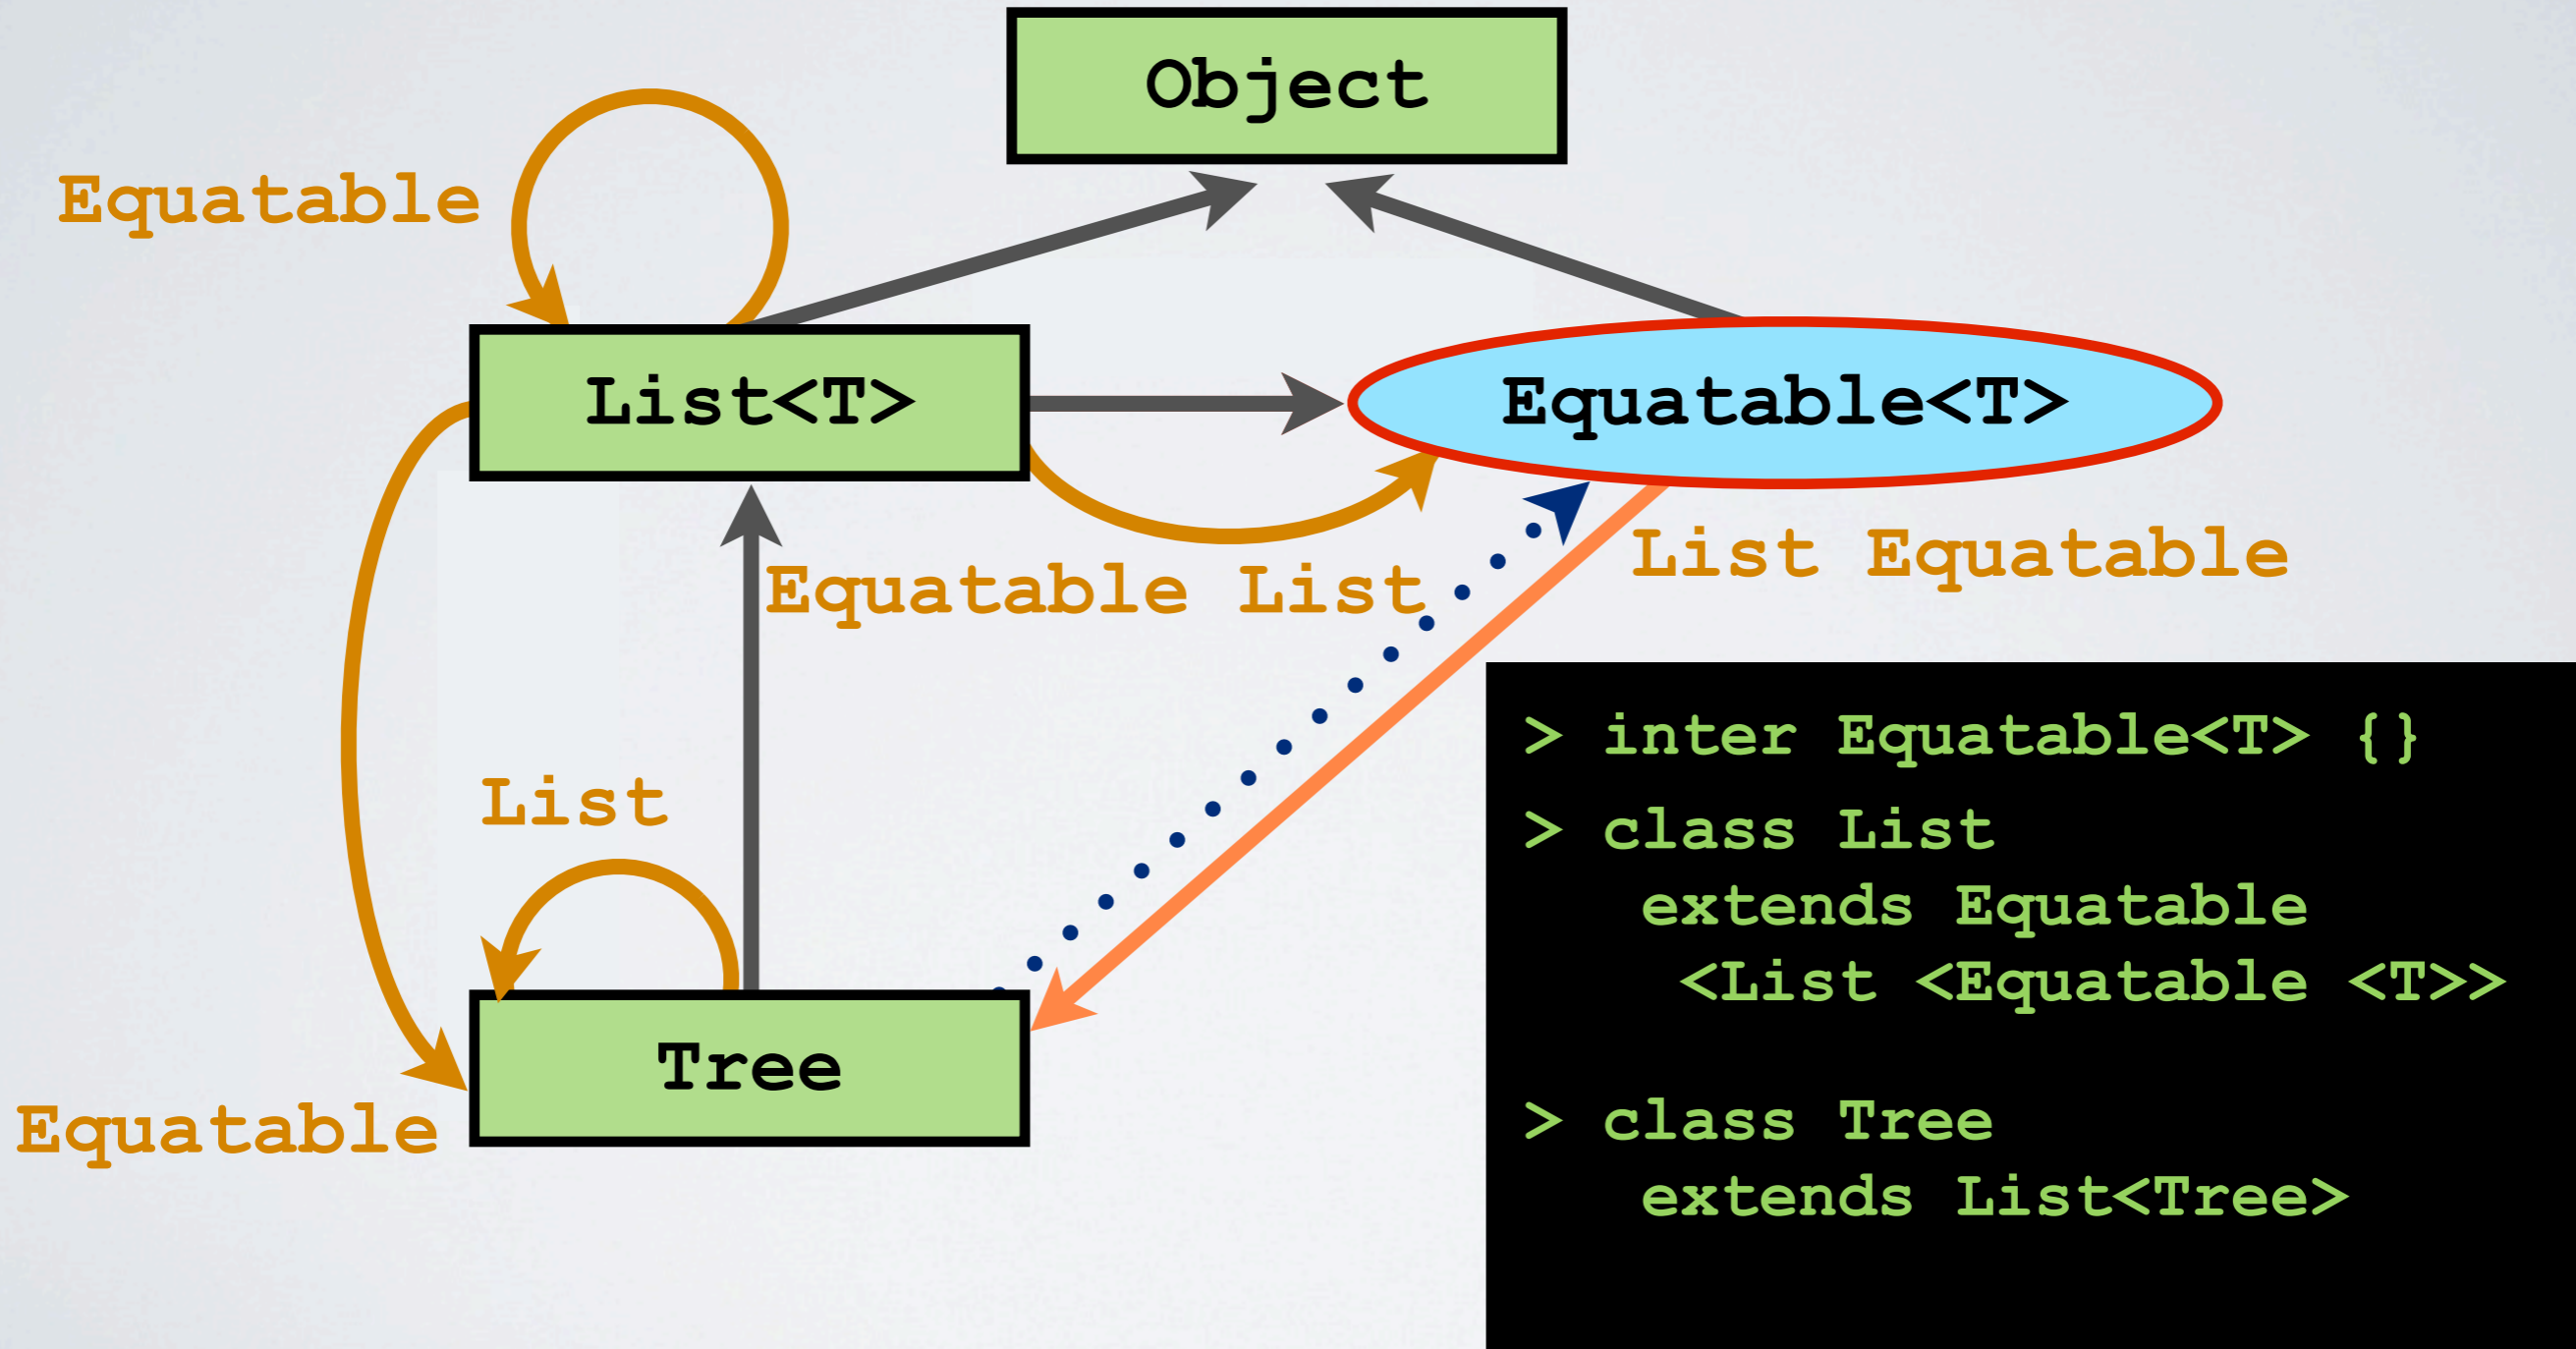 Object
Equatable
List<T>
Equatable<T>
List Equatable
Equatable List
List
Tree
Equatable
> inter Equatable<T> {}
> class List
extends Equatable
<List <Equatable <T>>
> class Tree
extends List<Tree>